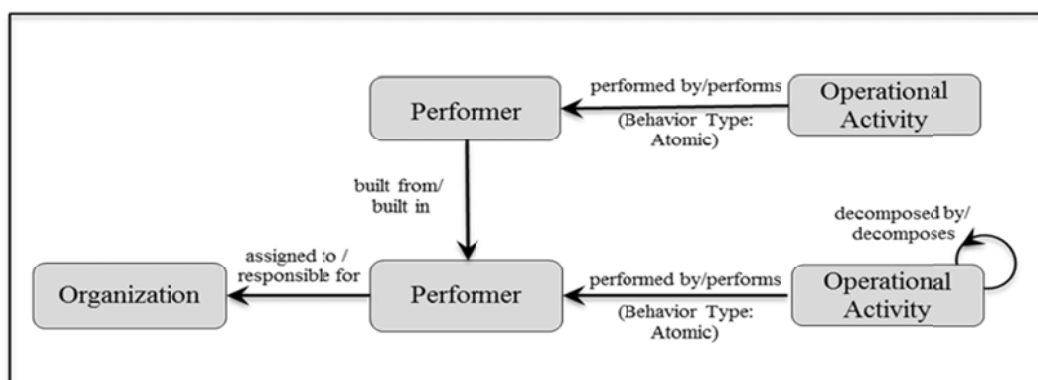 performed by/performs
Operational
Activity
Performer
(Behavior Type:
Atomic)
built from/
built in
decomposed by/
decomposes
assigned to /
responsible for
performed by/performs
Organization
Performer
Operational
Activity
(Behavior Type:
Atomic)